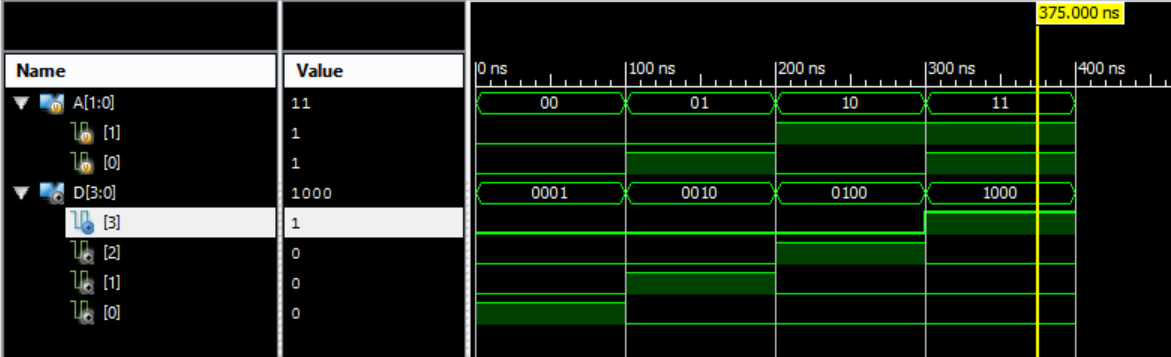 375.000 ns
Name Value
0 ns 100 ns 200 ns 300 ns 400 ns
A[1:0] 11 00 01 10 11
[1] 1
[0] 1
D[3:0] 1000 0001 0010 0100 1000
[3] 1
[2] 0
[1] 0
[0] 0